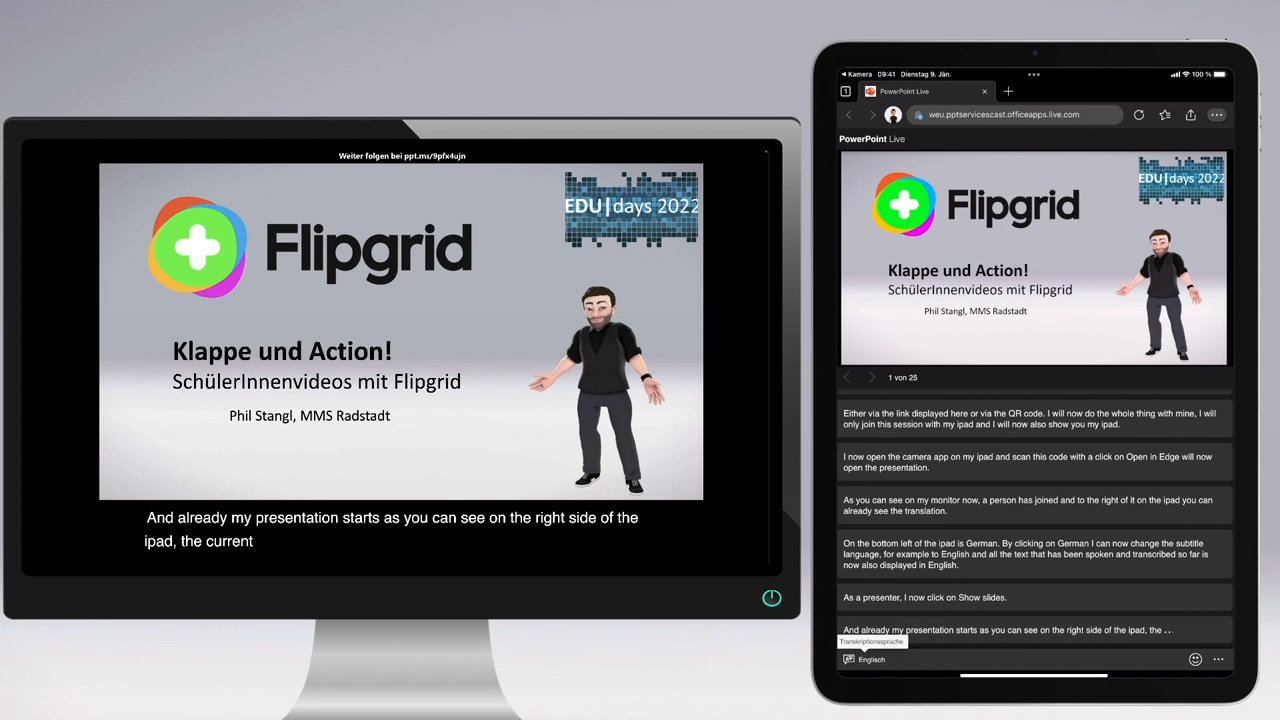 Weiter folgen bei ppt.ms/9pfx4ujn
EDU|days 2022
Flipgrid
Klappe und Action!
SchülerInnenvideos mit Flipgrid
Phil Stangl, MMS Radstadt
And already my presentation starts as you can see on the right side of the
ipad, the current
Kamera 09:41 Dienstag 9. Jän.
100 %
1
PowerPoint Live
weu.pptservicescast.officeapps.live.com
PowerPoint Live
EDU|days 2022
Flipgrid
Klappe und Action!
SchülerInnenvideos mit Flipgrid
Phil Stangl, MMS Radstadt
1 von 25
Either via the link displayed here or via the QR code. I will now do the whole thing with mine, I will
only join this session with my ipad and I will now also show you my ipad.
I now open the camera app on my ipad and scan this code with a click on Open in Edge will now
open the presentation.
As you can see on my monitor now, a person has joined and to the right of it on the ipad you can
already see the translation.
On the bottom left of the ipad is German. By clicking on German I can now change the subtitle
language, for example to English and all the text that has been spoken and transcribed so far is
now also displayed in English.
As a presenter, I now click on Show slides.
And already my presentation starts as you can see on the right side of the ipad, the ...
Transkriptionssprache
Englisch